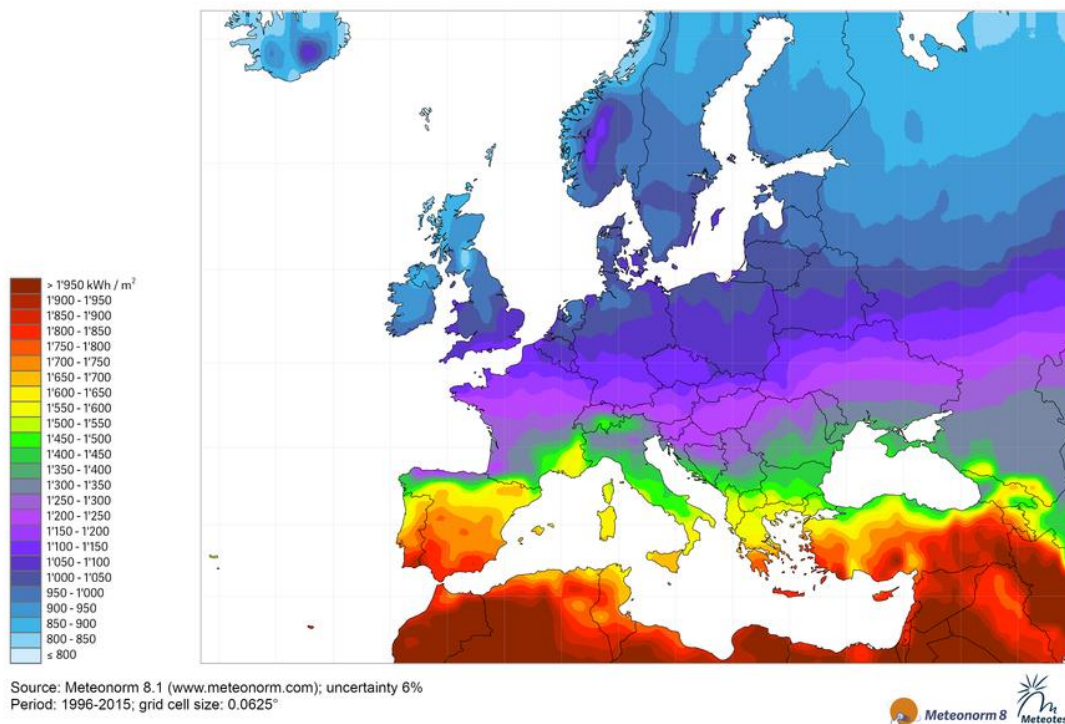 > 1'950 kWh / m²
1'900 - 1'950
1'850 - 1'900
1'800 - 1'850
1'750 - 1'800
1'700 - 1'750
1'650 - 1'700
1'600 - 1'650
1'550 - 1'600
1'500 - 1'550
1'450 - 1'500
1'400 - 1'450
1'350 - 1'400
1'300 - 1'350
1'250 - 1'300
1'200 - 1'250
1'150 - 1'200
1'100 - 1'150
1'050 - 1'100
1'000 - 1'050
950 - 1'000
900 - 950
850 - 900
800 - 850
≤ 800
Source: Meteonorm 8.1 (www.meteonorm.com); uncertainty 6%
Period: 1996-2015; grid cell size: 0.0625°
Meteonorm 8
Meteotest